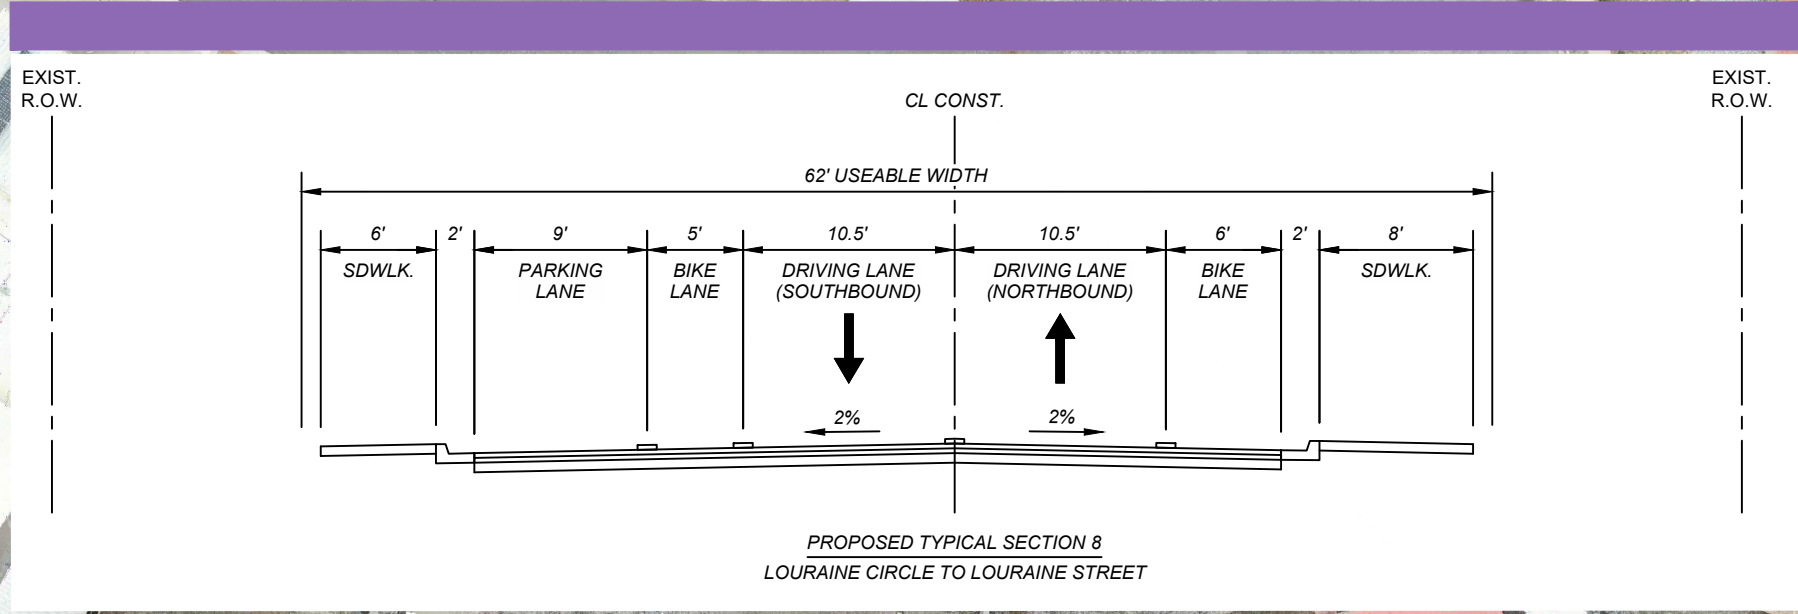 EXIST.
R.O.W.
CL CONST.
EXIST.
R.O.W.
62' USEABLE WIDTH
6'
2'
9'
5'
10.5'
10.5'
6'
2'
8'
SDWLK.
PARKING
LANE
BIKE
LANE
DRIVING LANE
(SOUTHBOUND)
DRIVING LANE
(NORTHBOUND)
BIKE
LANE
SDWLK.
2%
2%
PROPOSED TYPICAL SECTION 8
LOURAINE CIRCLE TO LOURAINE STREET